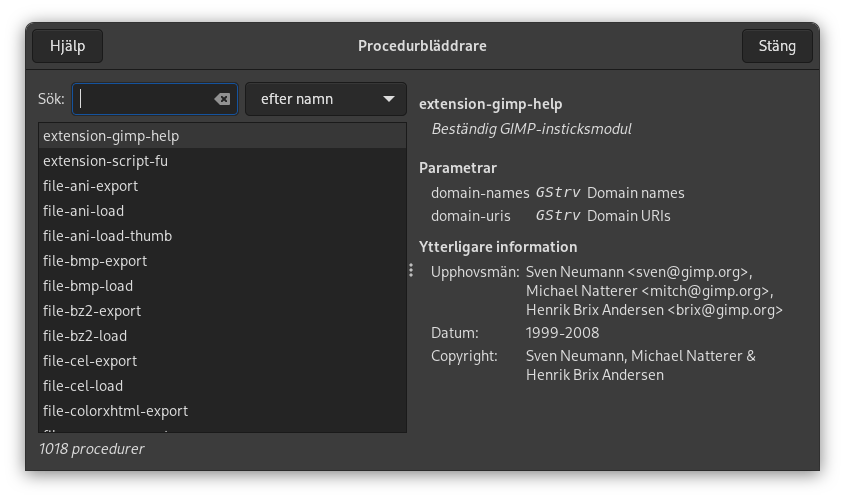 Hjälp
Procedurbläddrare
Stäng
Sök:
efter namn
extension-gimp-help
extension-script-fu
file-ani-export
file-ani-load
file-ani-load-thumb
file-bmp-export
file-bmp-load
file-bz2-export
file-bz2-load
file-cel-export
file-cel-load
file-colorxhtml-export
1018 procedurer
extension-gimp-help
Beständig GIMP-insticksmodul
Parametrar
domain-names GStrv Domain names
domain-uris GStrv Domain URIs
Ytterligare information
Upphovsmän: Sven Neumann <sven@gimp.org>,
Michael Natterer <mitch@gimp.org>,
Henrik Brix Andersen <brix@gimp.org>
Datum: 1999-2008
Copyright: Sven Neumann, Michael Natterer &
Henrik Brix Andersen